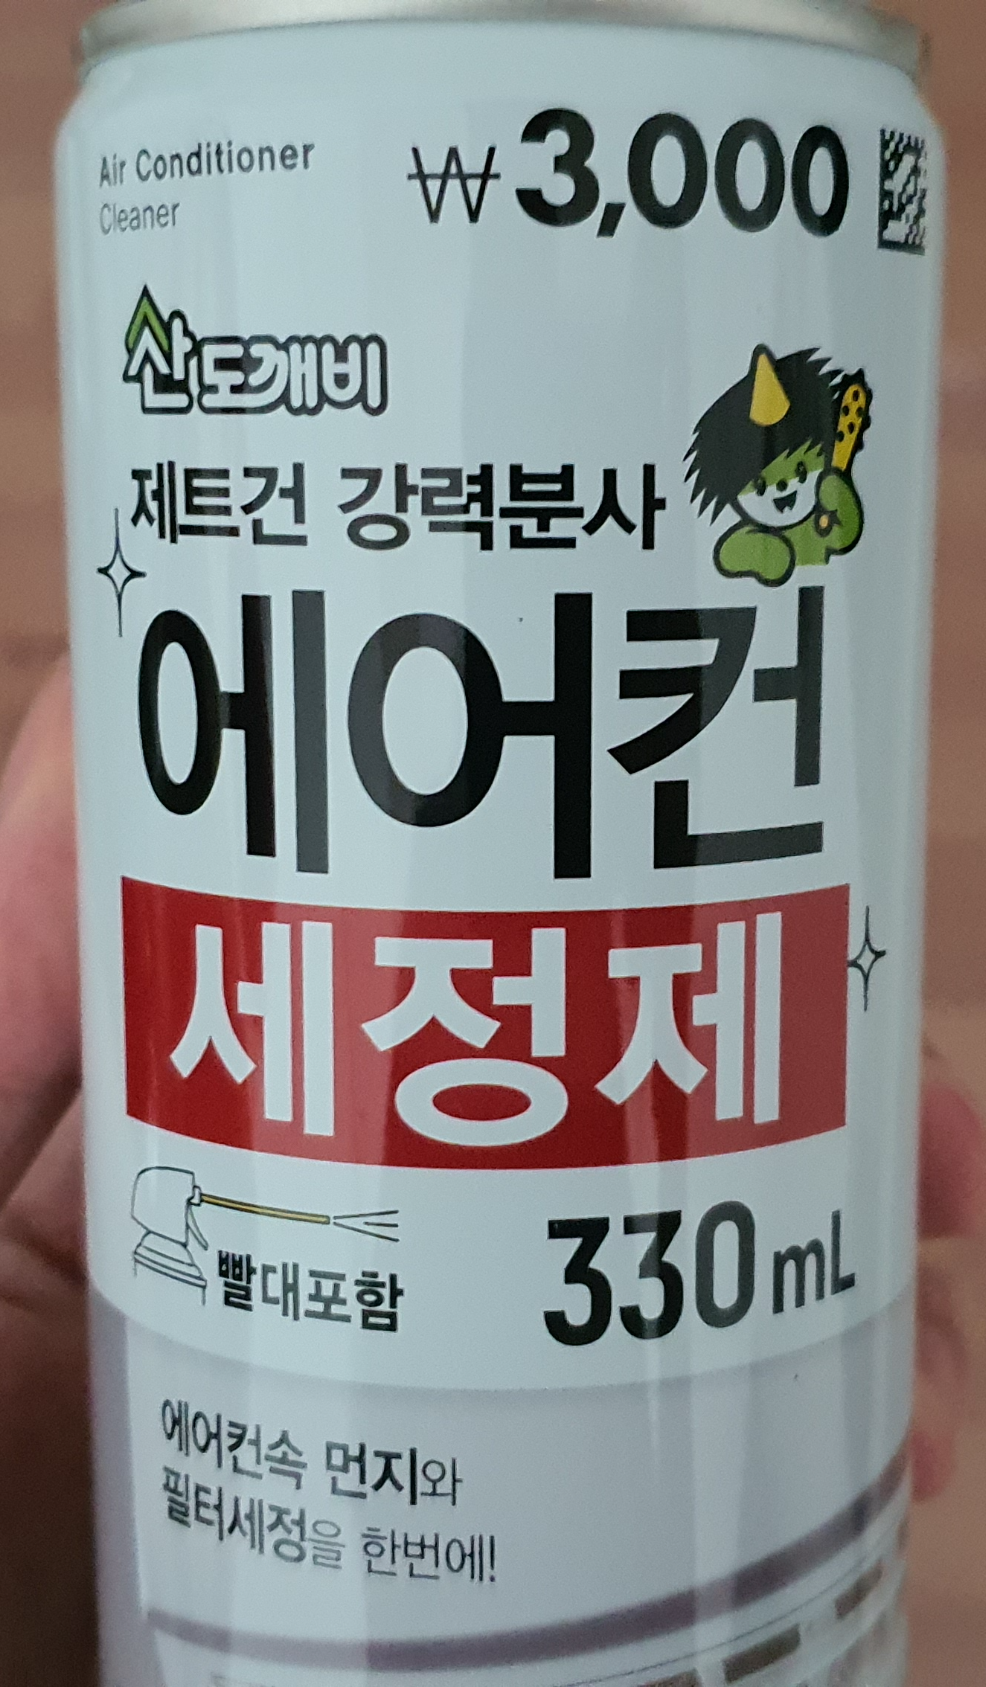 Air Conditioner
Cleaner
₩3,000
산도깨비
제트건 강력분사
에어컨
세정제
빨대포함
330 mL
에어컨속 먼지와
필터세정을 한번에!